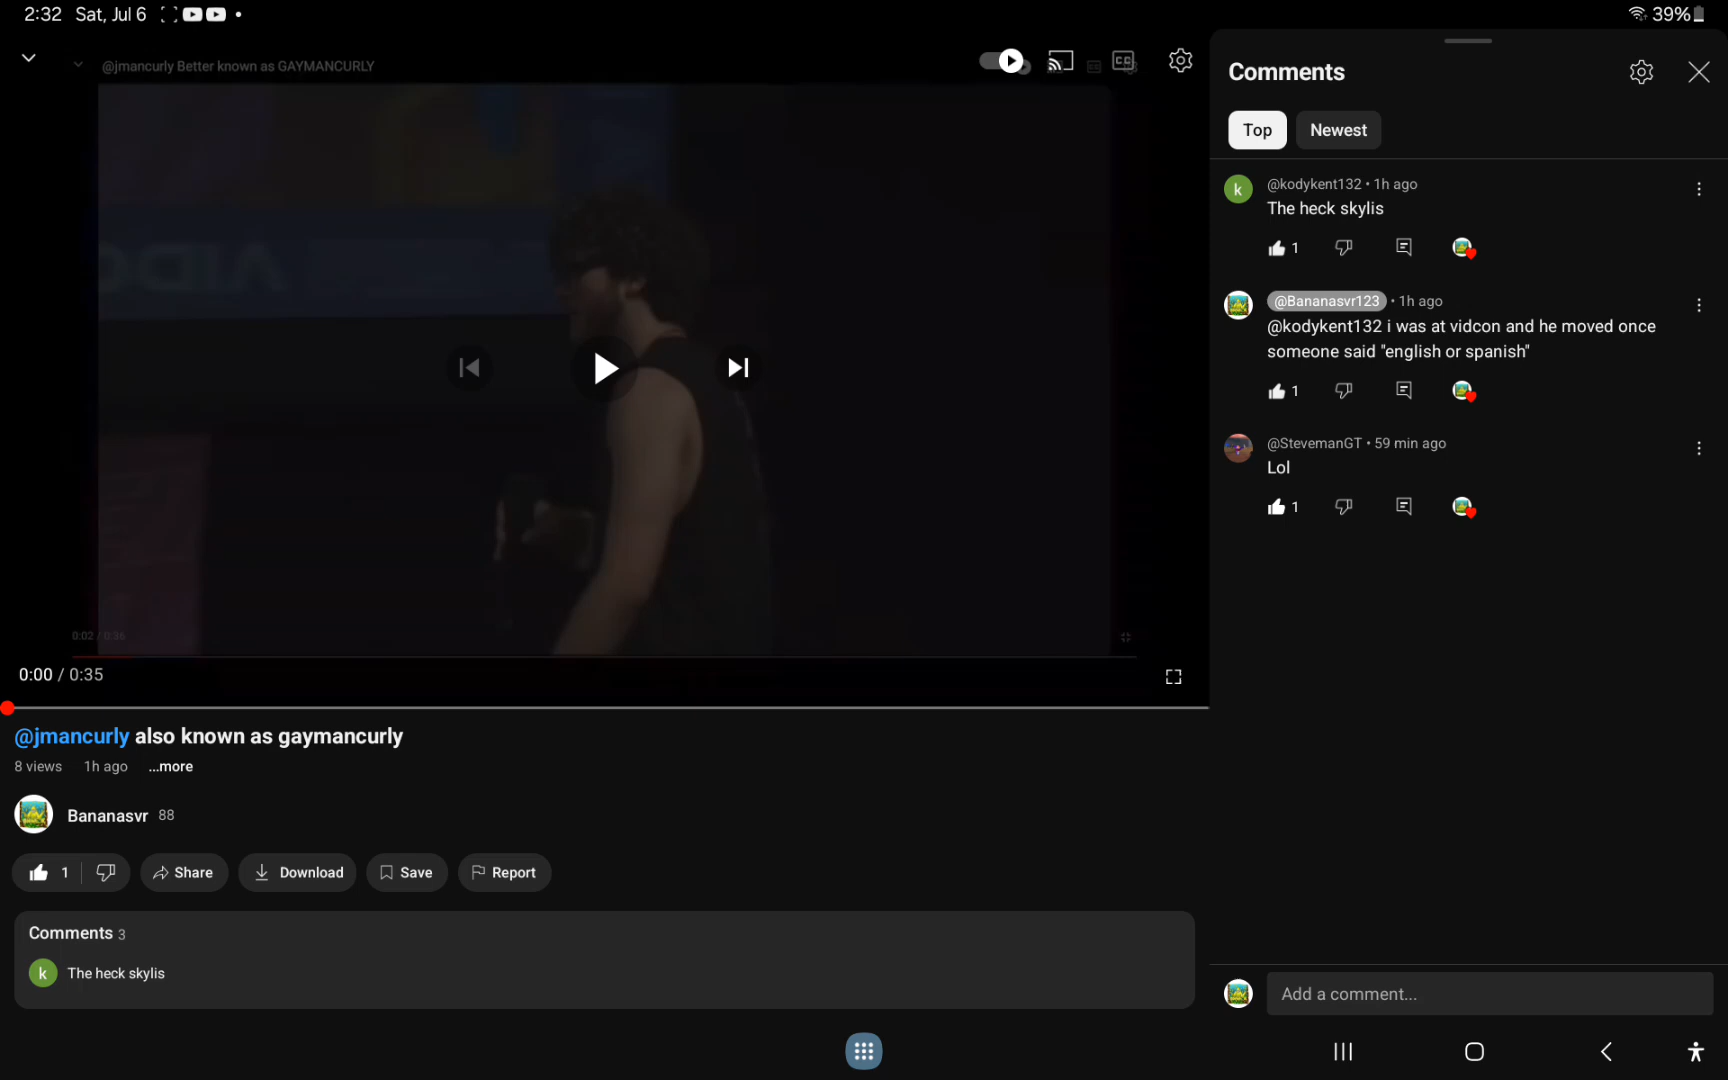 2:32 Sat, Jul 6
39%
@jmancurly Better known as GAYMANCURLY
CC
VIDC
0:02 / 0:36
0:00 / 0:35
@jmancurly also known as gaymancurly
8 views 1h ago ...more
Bananasvr 88
1 Share Download Save Report
Comments 3
k The heck skylis
Comments
Top Newest
k @kodykent132 • 1h ago
The heck skylis
1
@Bananasvr123 • 1h ago
@kodykent132 i was at vidcon and he moved once
someone said "english or spanish"
1
@StevemanGT • 59 min ago
Lol
1
Add a comment...